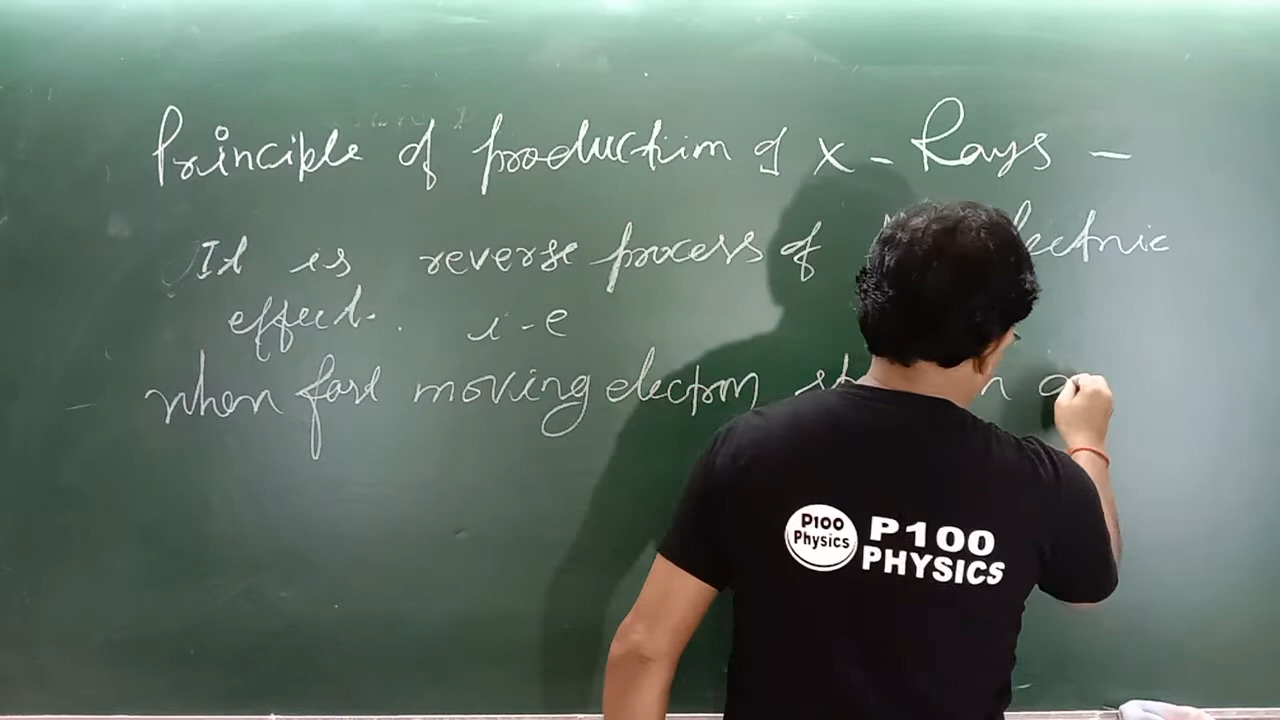 Principle of production of X-Rays –
It is reverse process of
effect. i-e
when fast moving electron
P100
Physics
P100
PHYSICS